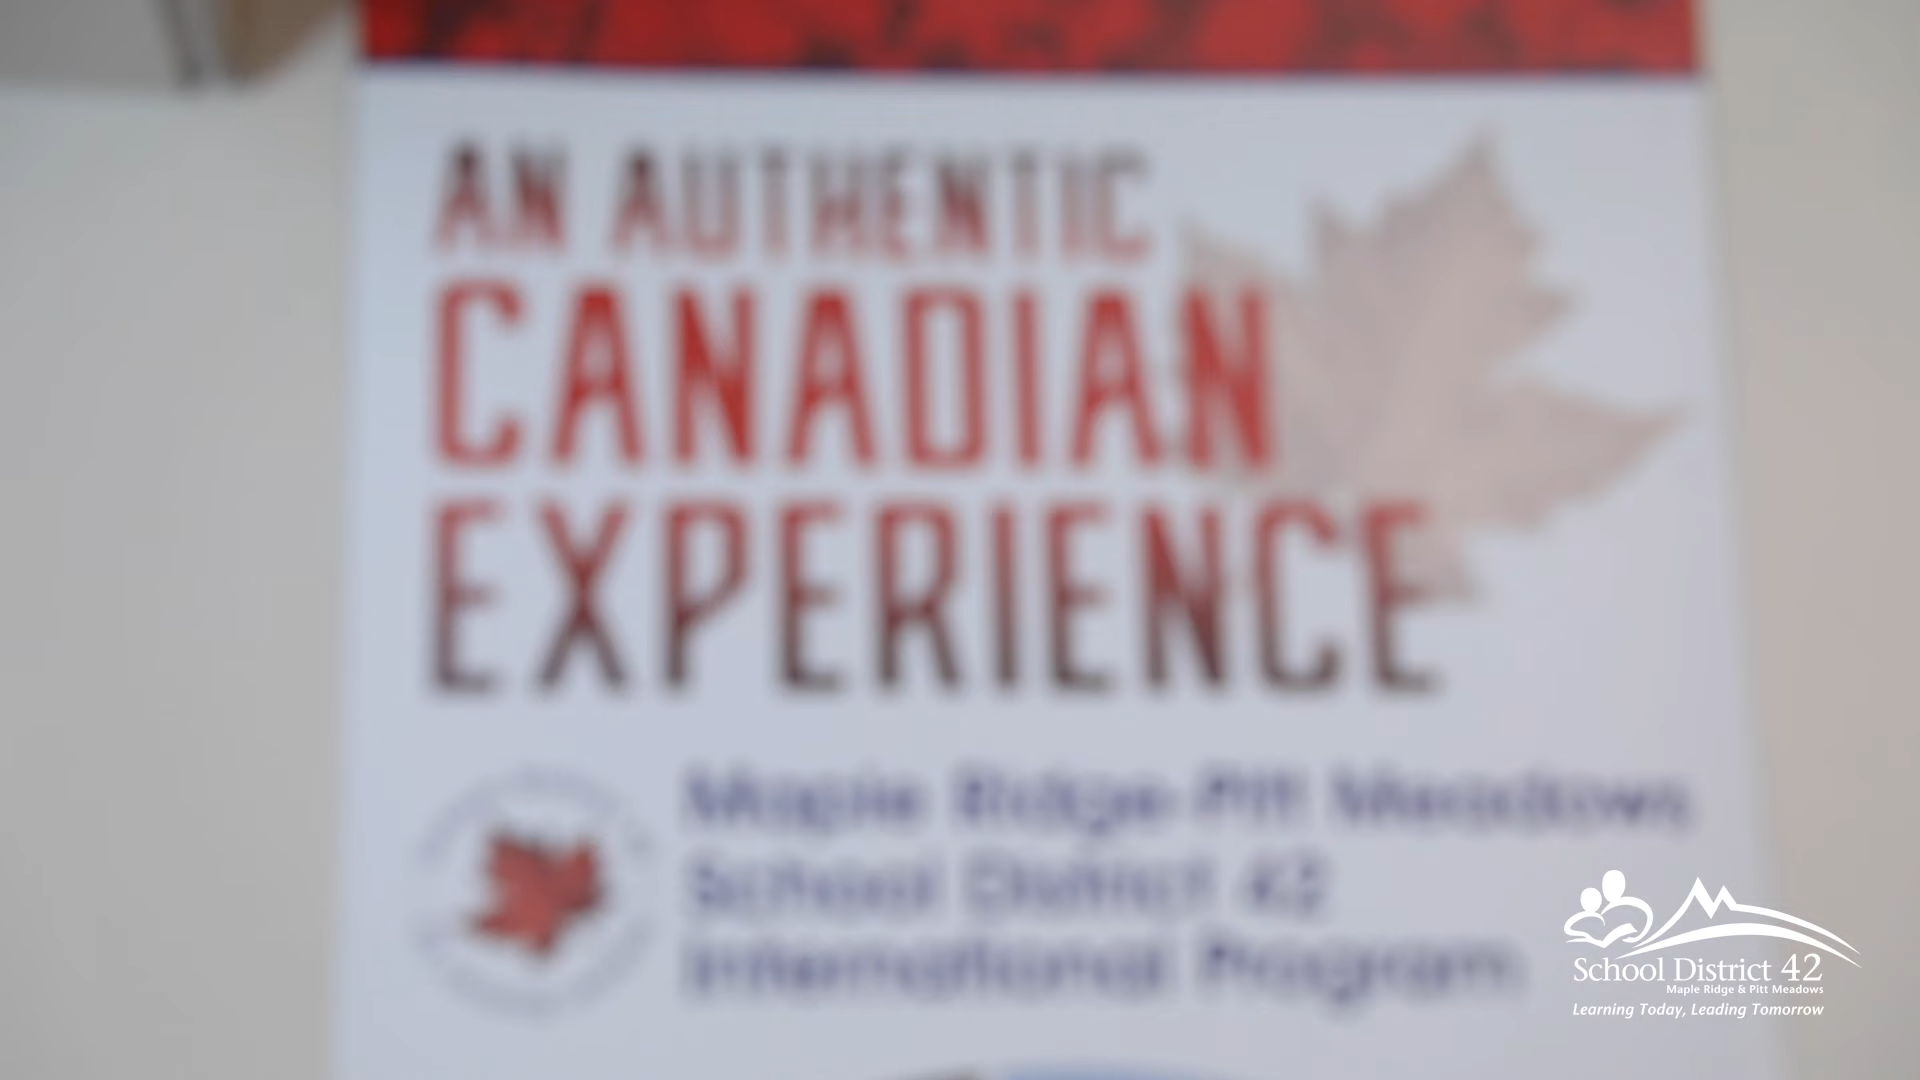 AN AUTHENTIC
CANADIAN
EXPERIENCE
Maple Ridge-Pitt Meadows
School District 42
International Program
School District 42
Maple Ridge & Pitt Meadows
Learning Today, Leading Tomorrow